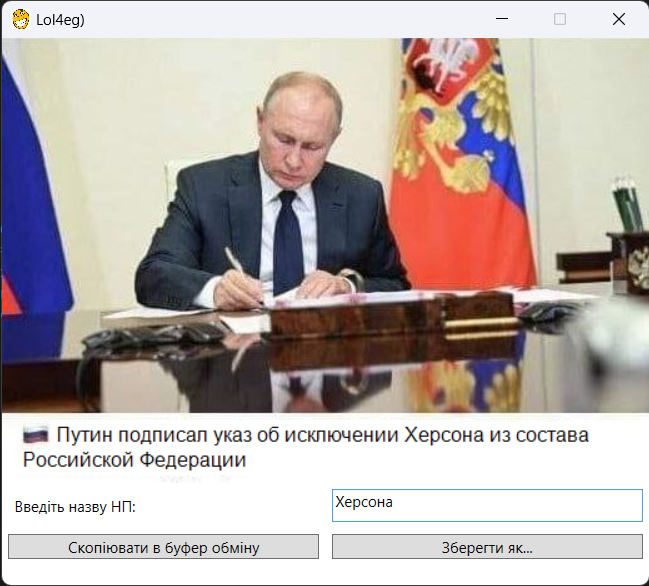 Lol4eg)
Путин подписал указ об исключении Херсона из состава
Российской Федерации
Введіть назву НП:
Херсона
Скопіювати в буфер обміну
Зберегти як...